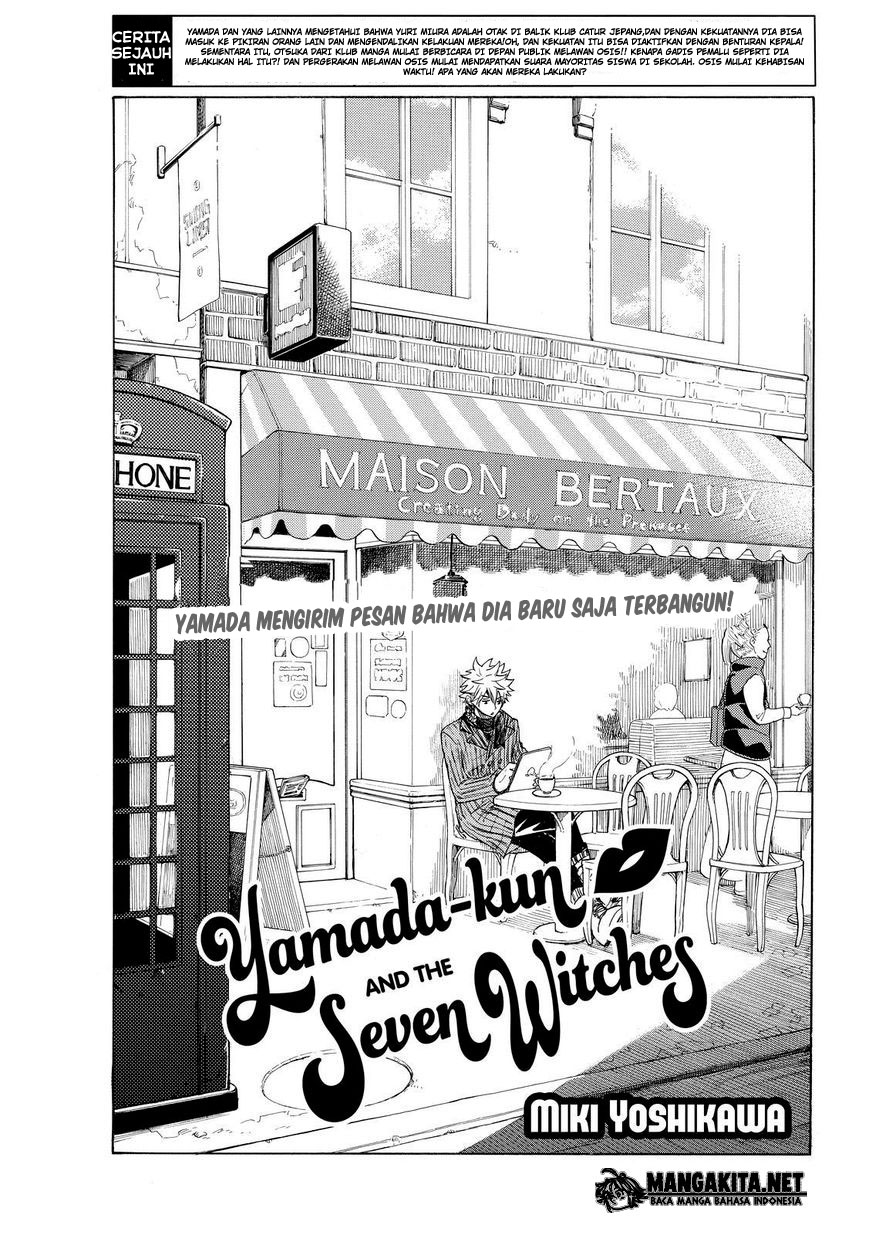 CERITA
SEJAUH
INI
YAMADA DAN YANG LAINNYA MENGETAHUI BAHWA YURI MIURA ADALAH OTAK DI BALIK KLUB CATUR JEPANG,DAN DENGAN KEKUATANNYA DIA BISA
MASUK KE PIKIRAN ORANG LAIN DAN MENGENDALIKAN KELAKUAN MEREKA!OH, DAN KEKUATAN ITU BISA DIAKTIFKAN DENGAN BENTURAN KEPALA!
SEMENTARA ITU, OTSUKA DARI KLUB MANGA MULAI BERBICARA DI DEPAN PUBLIK MELAWAN OSIS!! KENAPA GADIS PEMALU SEPERTI DIA
MELAKUKAN HAL ITU?! DAN PERGERAKAN MELAWAN OSIS MULAI MENDAPATKAN SUARA MAYORITAS SISWA DI SEKOLAH. OSIS MULAI KEHABISAN
WAKTU! APA YANG AKAN MEREKA LAKUKAN?
HONE
MAISON BERTAUX
Creating Daily on the Premises
YAMADA MENGIRIM PESAN BAHWA DIA BARU SAJA TERBANGUN!
Yamada-kun
AND THE
Seven Witches
MIKI YOSHIKAWA
MANGAKITA.NET
BACA MANGA BAHASA INDONESIA